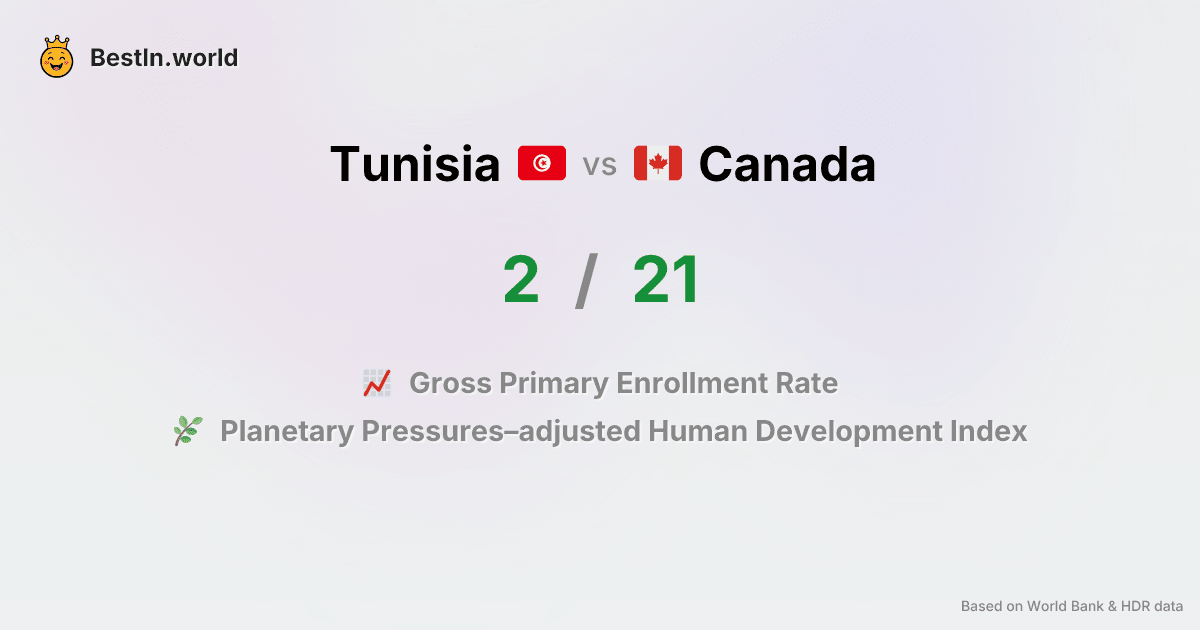 BestIn.world
Tunisia vs Canada
2 / 21
Gross Primary Enrollment Rate
Planetary Pressures–adjusted Human Development Index
Based on World Bank & HDR data